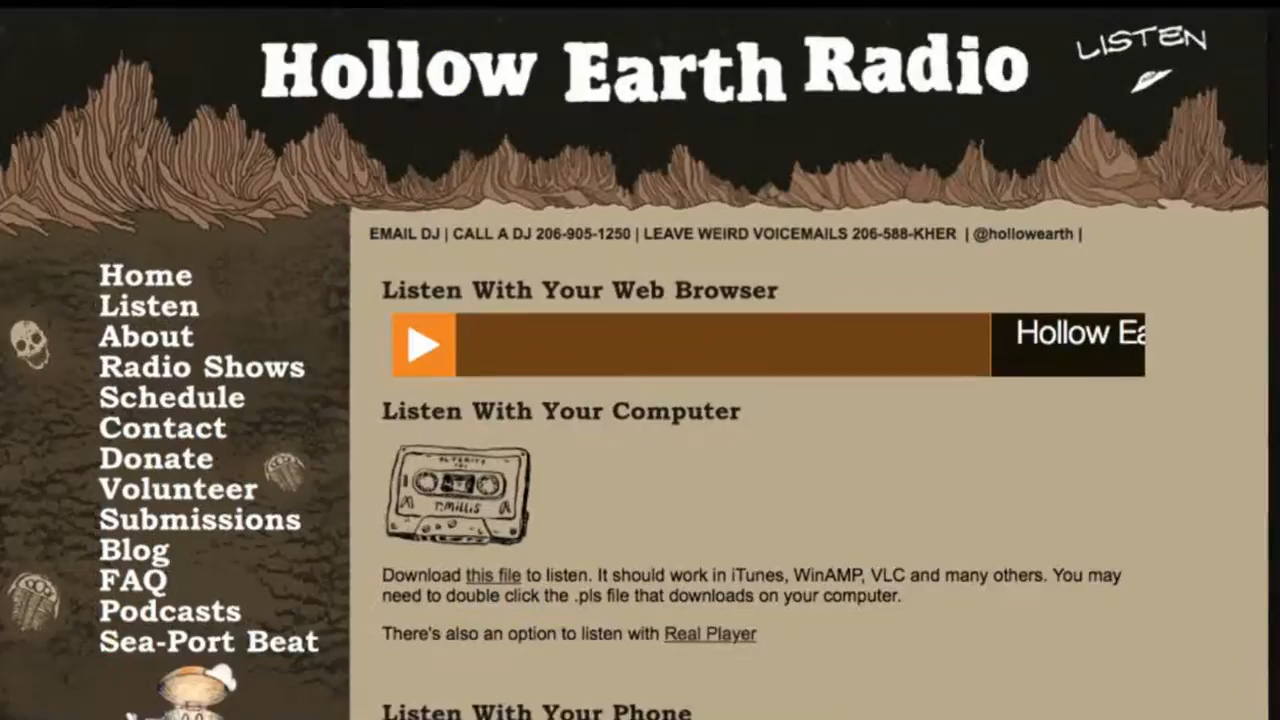 Hollow Earth Radio
LISTEN
EMAIL DJ | CALL A DJ 206-905-1250 | LEAVE WEIRD VOICEMAILS 206-588-KHER | @hollowearth |
Home
Listen
About
Radio Shows
Schedule
Contact
Donate
Volunteer
Submissions
Blog
FAQ
Podcasts
Sea-Port Beat
Listen With Your Web Browser
Hollow Ea
Listen With Your Computer
T.Millis
Download this file to listen. It should work in iTunes, WinAMP, VLC and many others. You may
need to double click the .pls file that downloads on your computer.
There's also an option to listen with Real Player
Listen With Your Phone